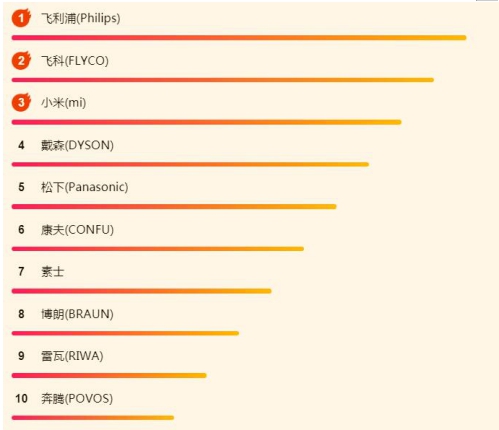 1 飞利浦(Philips)
2 飞科(FLYCO)
3 小米(mi)
4 戴森(DYSON)
5 松下(Panasonic)
6 康夫(CONFU)
7 素士
8 博朗(BRAUN)
9 雷瓦(RIWA)
10 奔腾(POVOS)